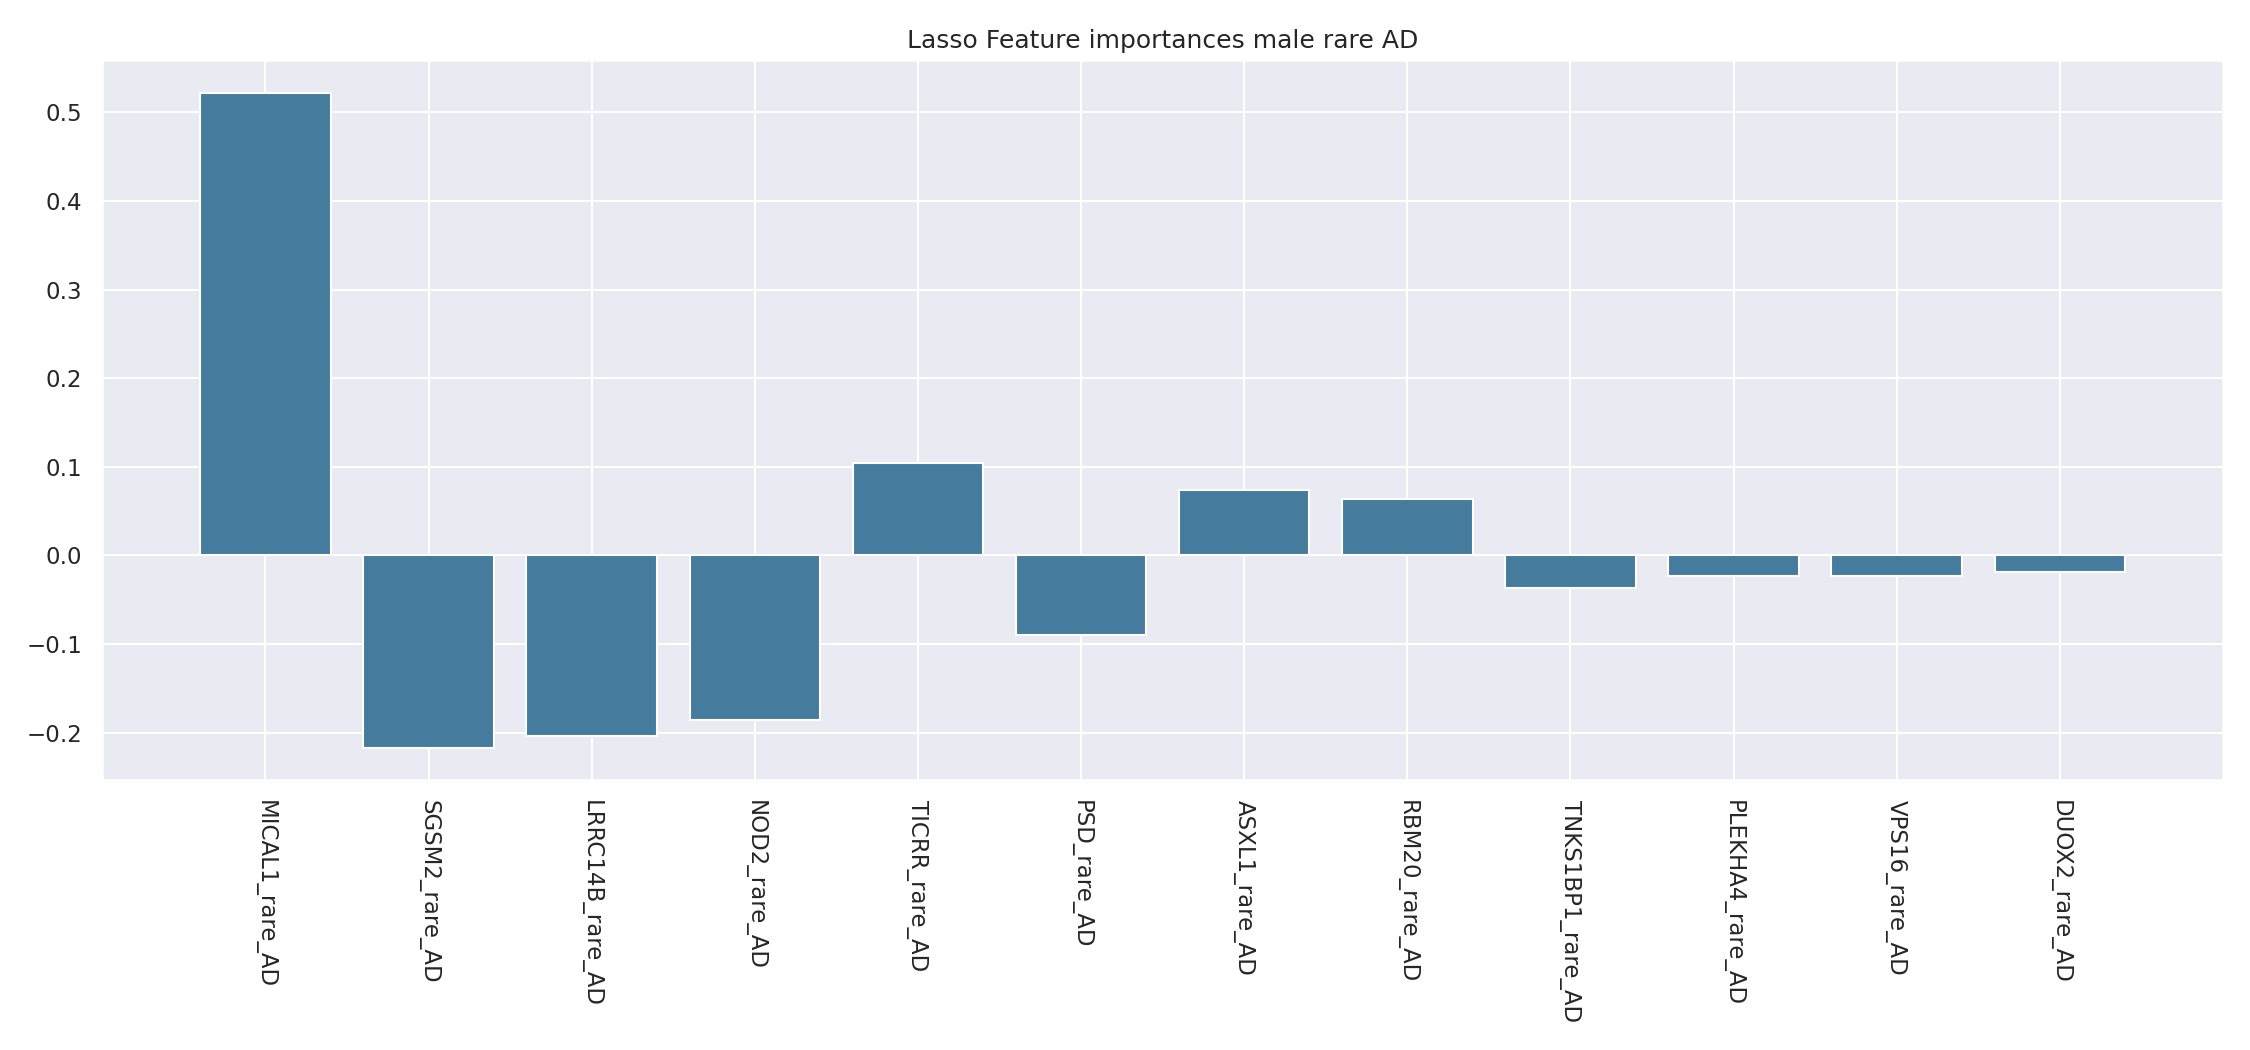 Lasso Feature importances male rare AD
0.5
0.4
0.3
0.2
0.1
0.0
−0.1
−0.2
MICAL1_rare_AD
SGSM2_rare_AD
LRRC14B_rare_AD
NOD2_rare_AD
TICRR_rare_AD
PSD_rare_AD
ASXL1_rare_AD
RBM20_rare_AD
TNKS1BP1_rare_AD
PLEKHA4_rare_AD
VPS16_rare_AD
DUOX2_rare_AD